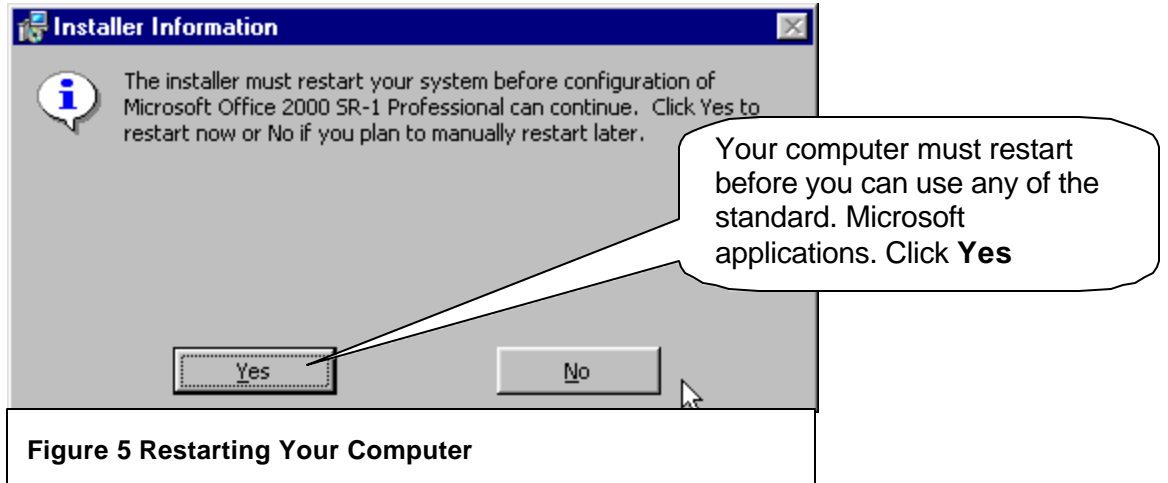 Installer Information
The installer must restart your system before configuration of
Microsoft Office 2000 SR-1 Professional can continue.  Click Yes to
restart now or No if you plan to manually restart later.
Your computer must restart
before you can use any of the
standard. Microsoft
applications. Click Yes
Yes
No
Figure 5 Restarting Your Computer